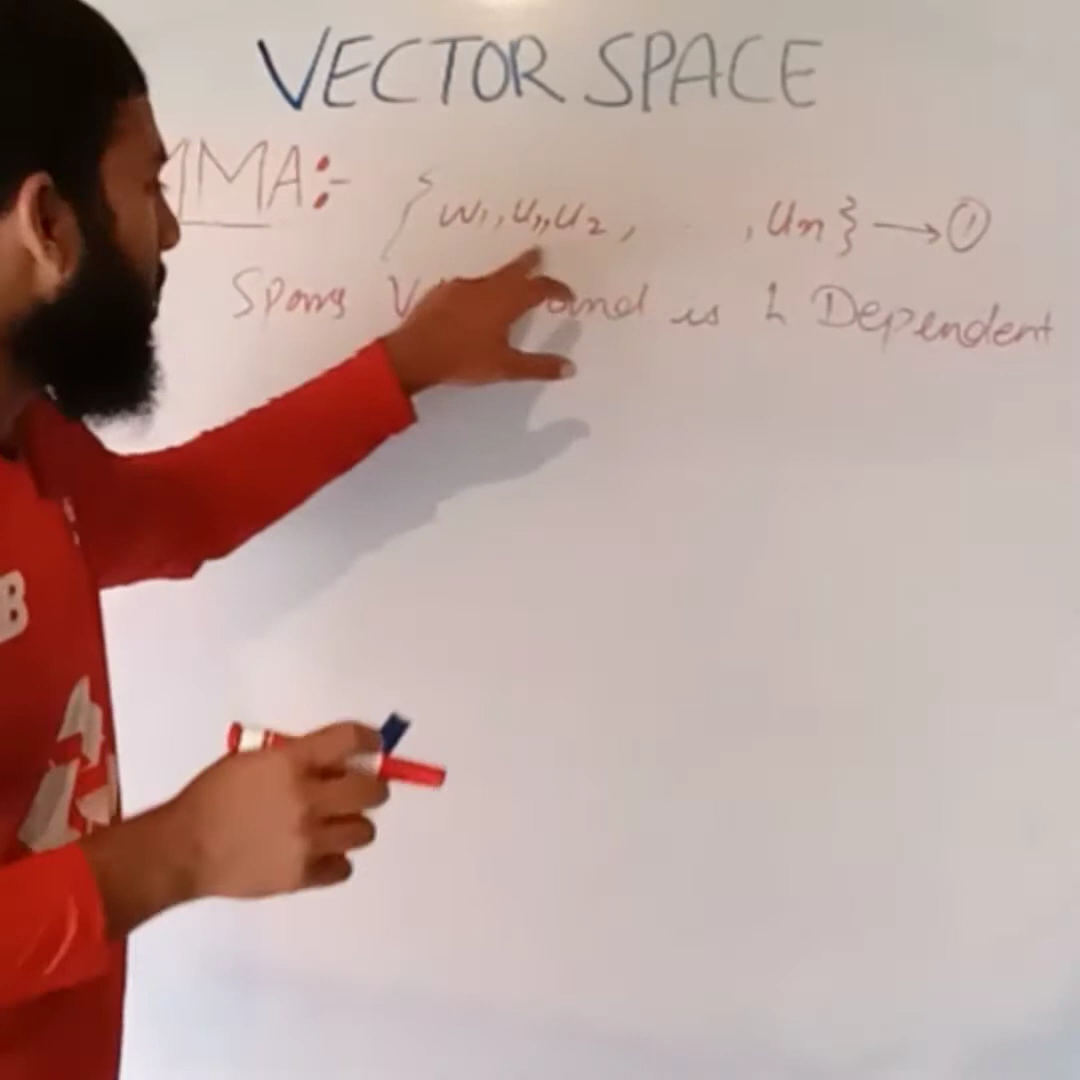 VECTOR SPACE
MMA:- { w₁, u₁, u₂, . . , un } → ①
Spans V and is L Dependent
B